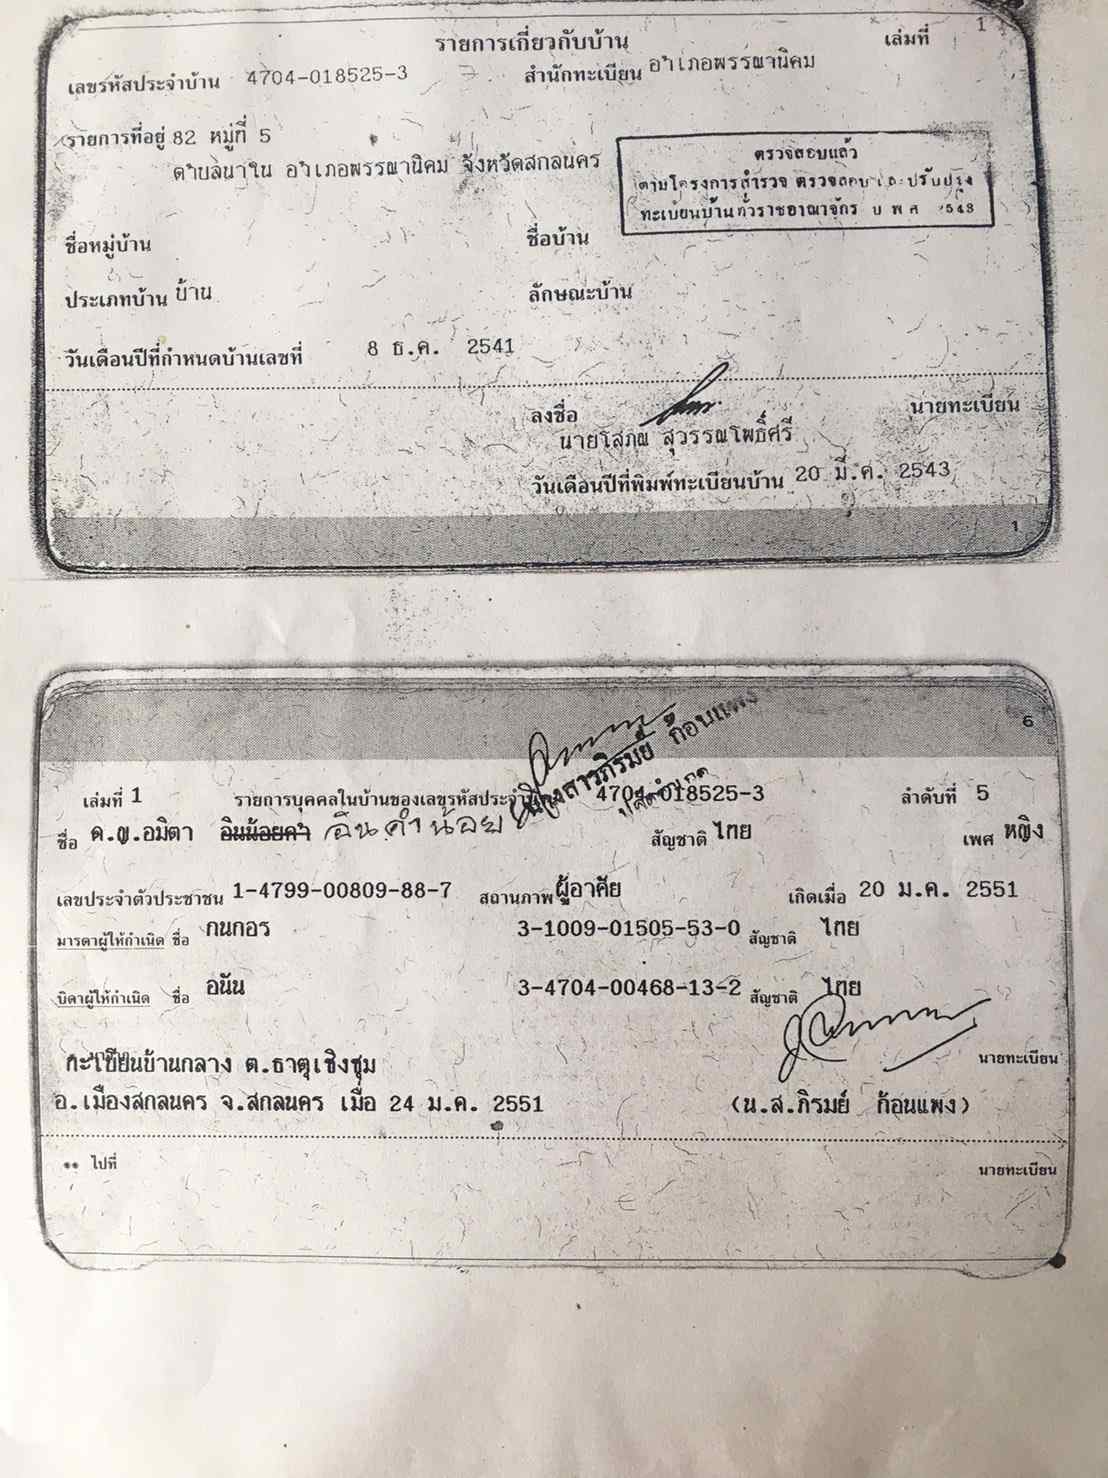 รายการเกี่ยวกับบ้าน เล่มที่ 1
เลขรหัสประจำบ้าน 4704-018525-3 สำนักทะเบียน อำเภอพรรณานิคม
รายการที่อยู่ 82 หมู่ที่ 5
ตำบลนาใน อำเภอพรรณานิคม จังหวัดสกลนคร
ตรวจสอบแล้ว
ตามโครงการสำรวจ ตรวจสอบ และปรับปรุง
ทะเบียนบ้านทั่วราชอาณาจักร ป พ ศ 2543
ชื่อหมู่บ้าน ชื่อบ้าน
ประเภทบ้าน บ้าน ลักษณะบ้าน
วันเดือนปีที่กำหนดบ้านเลขที่ 8 ธ.ค. 2541
ลงชื่อ นายทะเบียน
นายโสภณ สุวรรณโพธิ์ศรี
วันเดือนปีที่พิมพ์ทะเบียนบ้าน 20 มี.ค. 2543
1
6
นางสาวภิรมย์ ก้อนแพง
เล่มที่ 1 รายการบุคคลในบ้านของเลขรหัสประจำบ้าน 4704-018525-3 ลำดับที่ 5
ชื่อ ด.ญ.อมิตา อินน้อยคำ อินคำน้อย สัญชาติ ไทย เพศ หญิง
เลขประจำตัวประชาชน 1-4799-00809-88-7 สถานภาพ ผู้อาศัย เกิดเมื่อ 20 ม.ค. 2551
มารดาผู้ให้กำเนิด ชื่อ กนกอร 3-1009-01505-53-0 สัญชาติ ไทย
บิดาผู้ให้กำเนิด ชื่อ อนัน 3-4704-00468-13-2 สัญชาติ ไทย
ทะเบียนบ้านกลาง ต.ธาตุเชิงชุม นายทะเบียน
อ.เมืองสกลนคร จ.สกลนคร เมื่อ 24 ม.ค. 2551 (น.ส.ภิรมย์ ก้อนแพง)
** ไปที่ นายทะเบียน